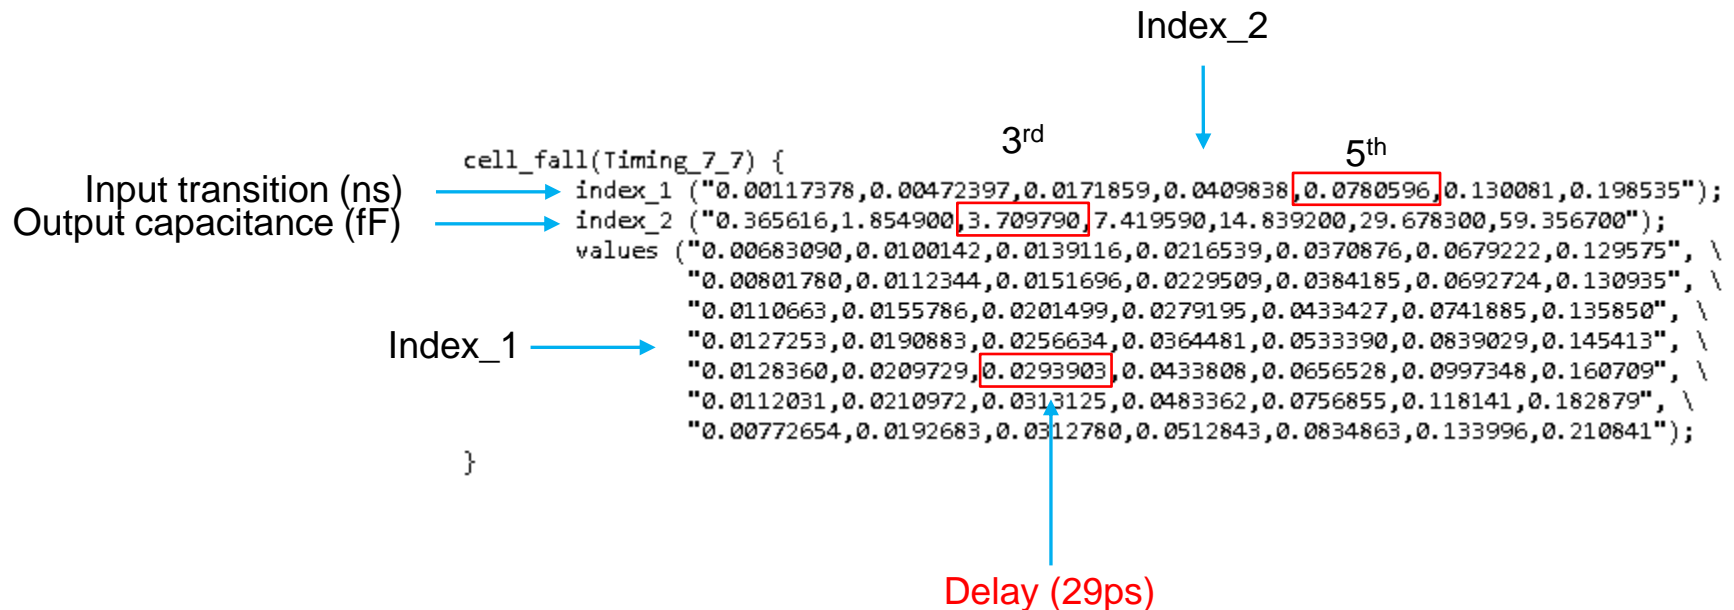 Index_2
3rd
5th
cell_fall(Timing_7_7) {
Input transition (ns)
index_1 ("0.00117378,0.00472397,0.0171859,0.0409838,0.0780596,0.130081,0.198535");
Output capacitance (fF)
index_2 ("0.365616,1.854900,3.709790,7.419590,14.839200,29.678300,59.356700");
values ("0.00683090,0.0100142,0.0139116,0.0216539,0.0370876,0.0679222,0.129575", \
"0.00801780,0.0112344,0.0151696,0.0229509,0.0384185,0.0692724,0.130935", \
"0.0110663,0.0155786,0.0201499,0.0279195,0.0433427,0.0741885,0.135850", \
Index_1
"0.0127253,0.0190883,0.0256634,0.0364481,0.0533390,0.0839029,0.145413", \
"0.0128360,0.0209729,0.0293903,0.0433808,0.0656528,0.0997348,0.160709", \
"0.0112031,0.0210972,0.0313125,0.0483362,0.0756855,0.118141,0.182879", \
"0.00772654,0.0192683,0.0312780,0.0512843,0.0834863,0.133996,0.210841");
}
Delay (29ps)